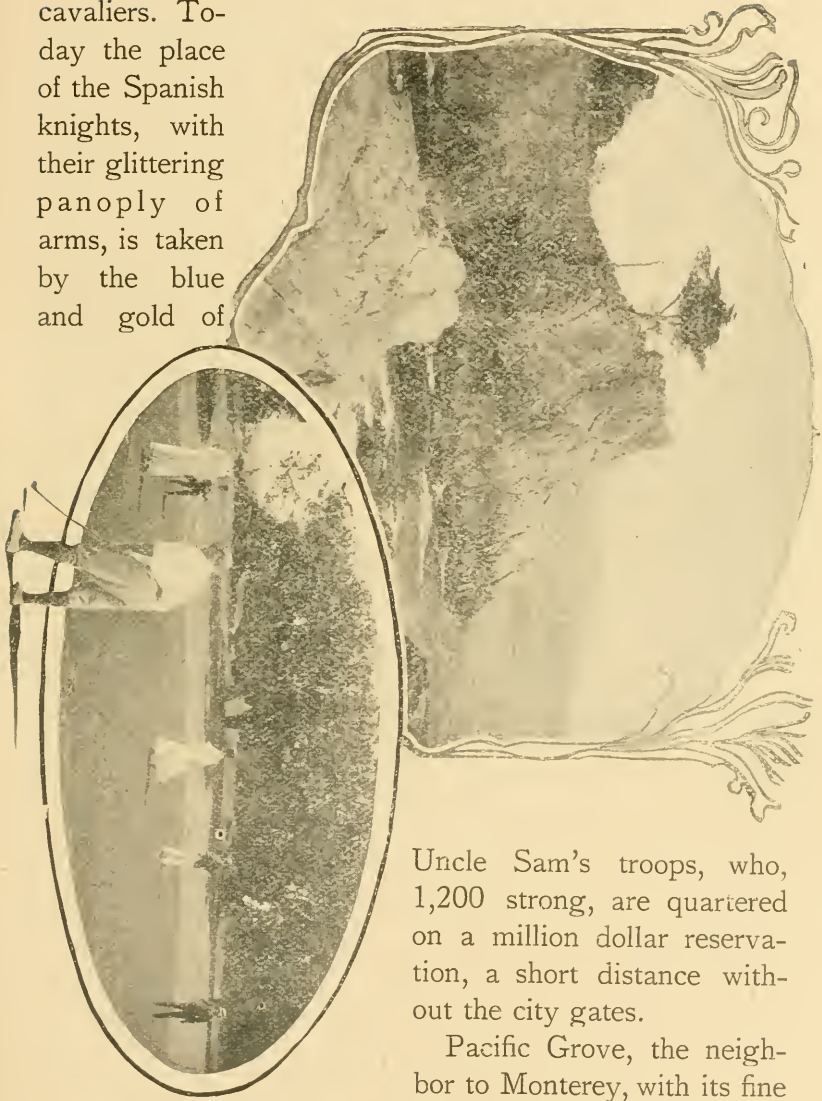 cavaliers. To-
day the place
of the Spanish
knights, with
their glittering
panoply of
arms, is taken
by the blue
and gold of
Uncle Sam's troops, who,
1,200 strong, are quartered
on a million dollar reserva-
tion, a short distance with-
out the city gates.
Pacific Grove, the neigh-
bor to Monterey, with its fine